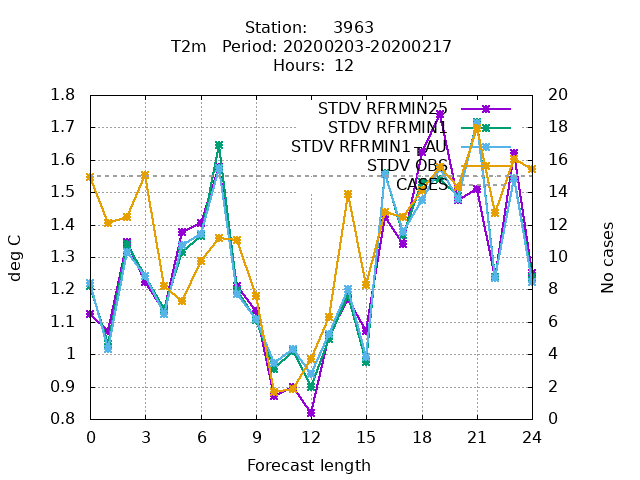 Station: 3963
T2m Period: 20200203-20200217
Hours: 12
STDV RFRMIN25
STDV RFRMIN1
STDV RFRMIN1-AU
STDV OBS
CASES
1.8
1.7
1.6
1.5
1.4
1.3
1.2
1.1
1
0.9
0.8
20
18
16
14
12
10
8
6
4
2
0
deg C
No cases
0 3 6 9 12 15 18 21 24
Forecast length